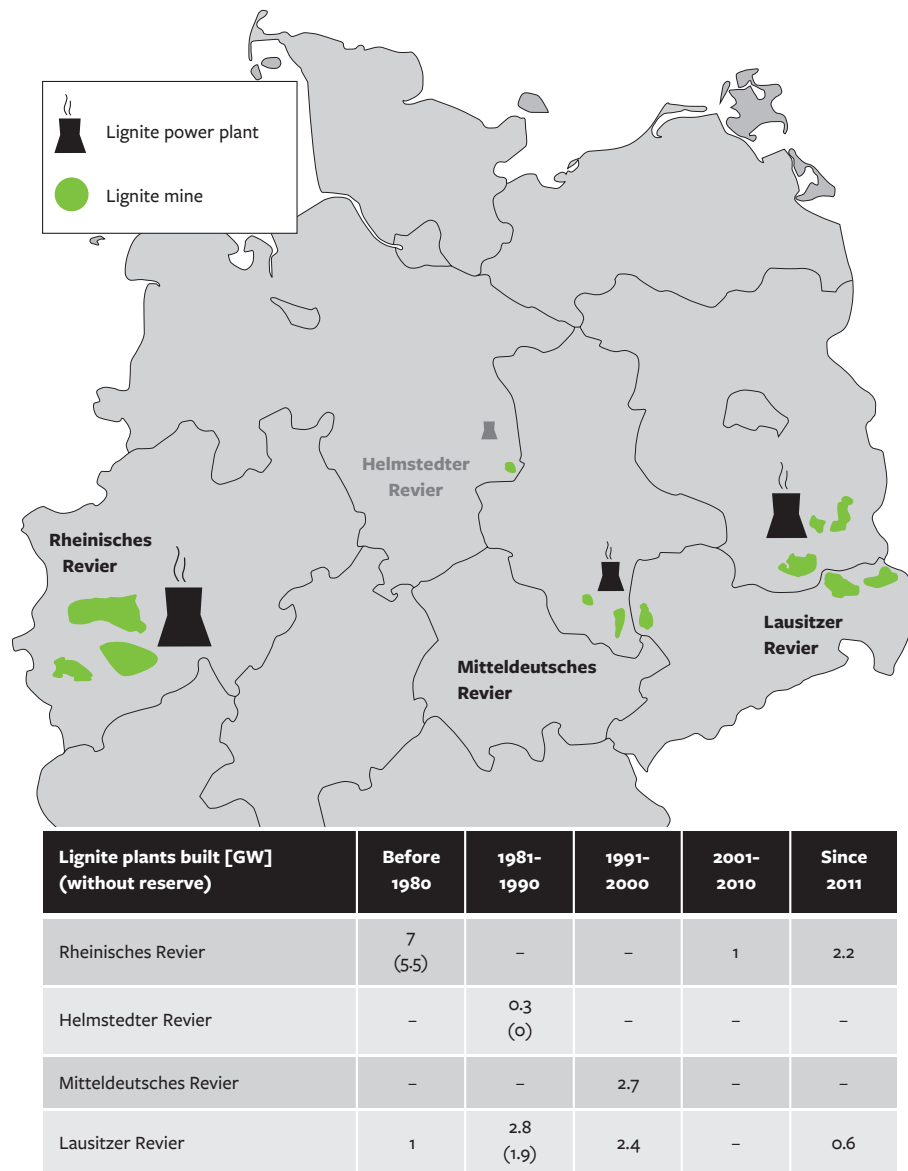 Lignite power plant
Lignite mine
Helmstedter
Revier
Rheinisches
Revier
Lausitzer
Revier
Mitteldeutsches
Revier
Lignite plants built [GW]
(without reserve)
Before
1980
1981-
1990
1991-
2000
2001-
2010
Since
2011
Rheinisches Revier
7
(5.5)
–
–
1
2.2
Helmstedter Revier
–
0.3
(0)
–
–
–
Mitteldeutsches Revier
–
–
2.7
–
–
Lausitzer Revier
1
2.8
(1.9)
2.4
–
0.6